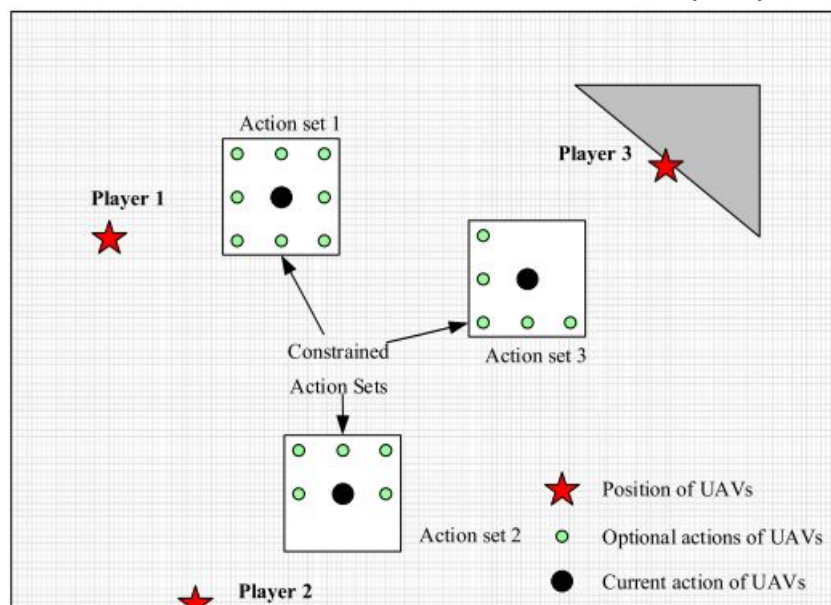 Action set 1
Player 3
Player 1
Constrained
Action Sets
Action set 3
Position of UAVs
Action set 2
Optional actions of UAVs
Player 2
Current action of UAVs